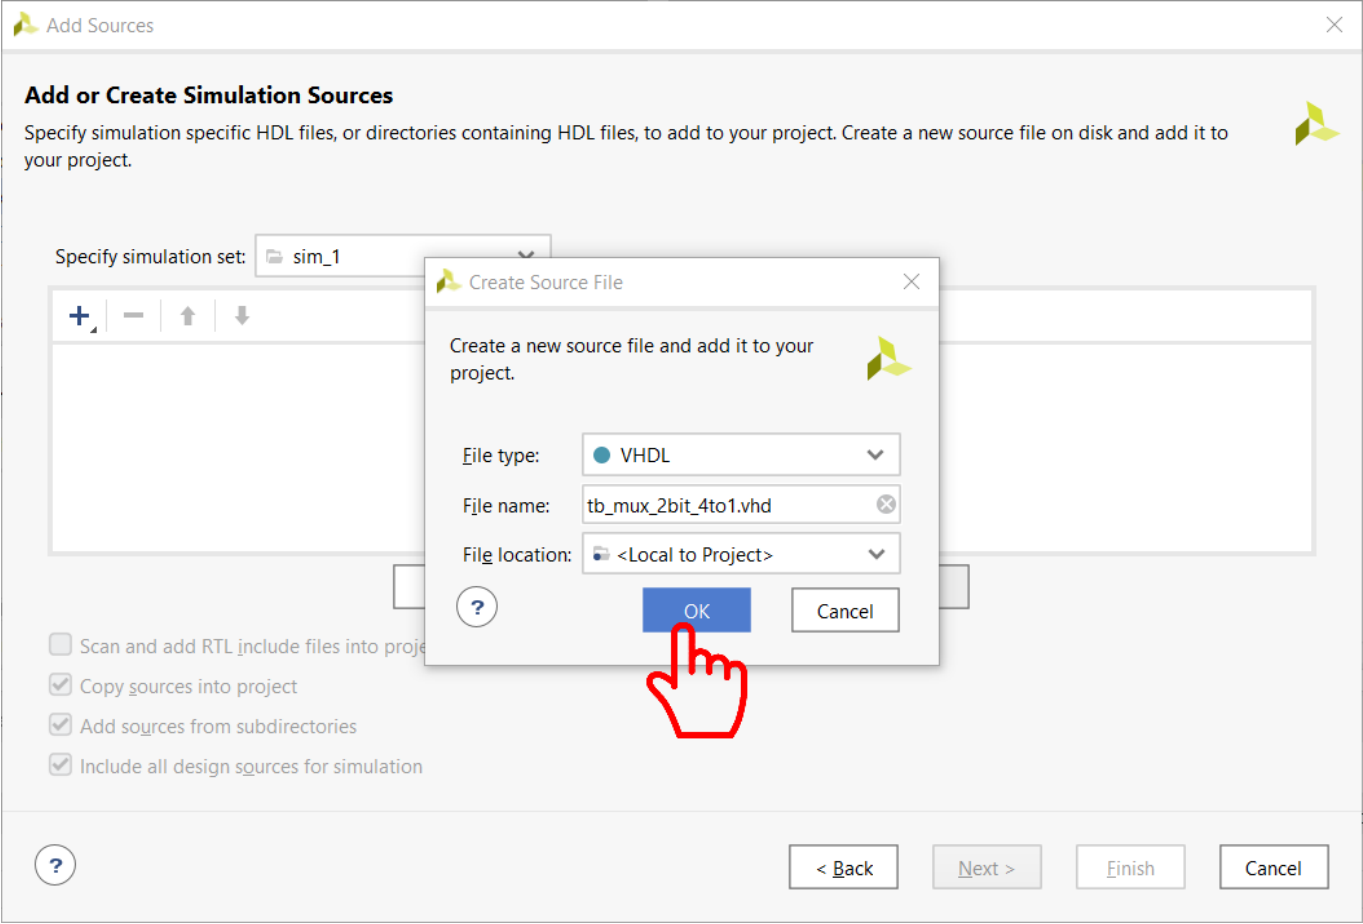 Add Sources
Add or Create Simulation Sources
Specify simulation specific HDL files, or directories containing HDL files, to add to your project. Create a new source file on disk and add it to
your project.
Specify simulation set: sim_1
Create Source File
Create a new source file and add it to your
project.
File type: VHDL
File name: tb_mux_2bit_4to1.vhd
File location: <Local to Project>
? OK Cancel
Scan and add RTL include files into proje
Copy sources into project
Add sources from subdirectories
Include all design sources for simulation
? < Back Next > Finish Cancel